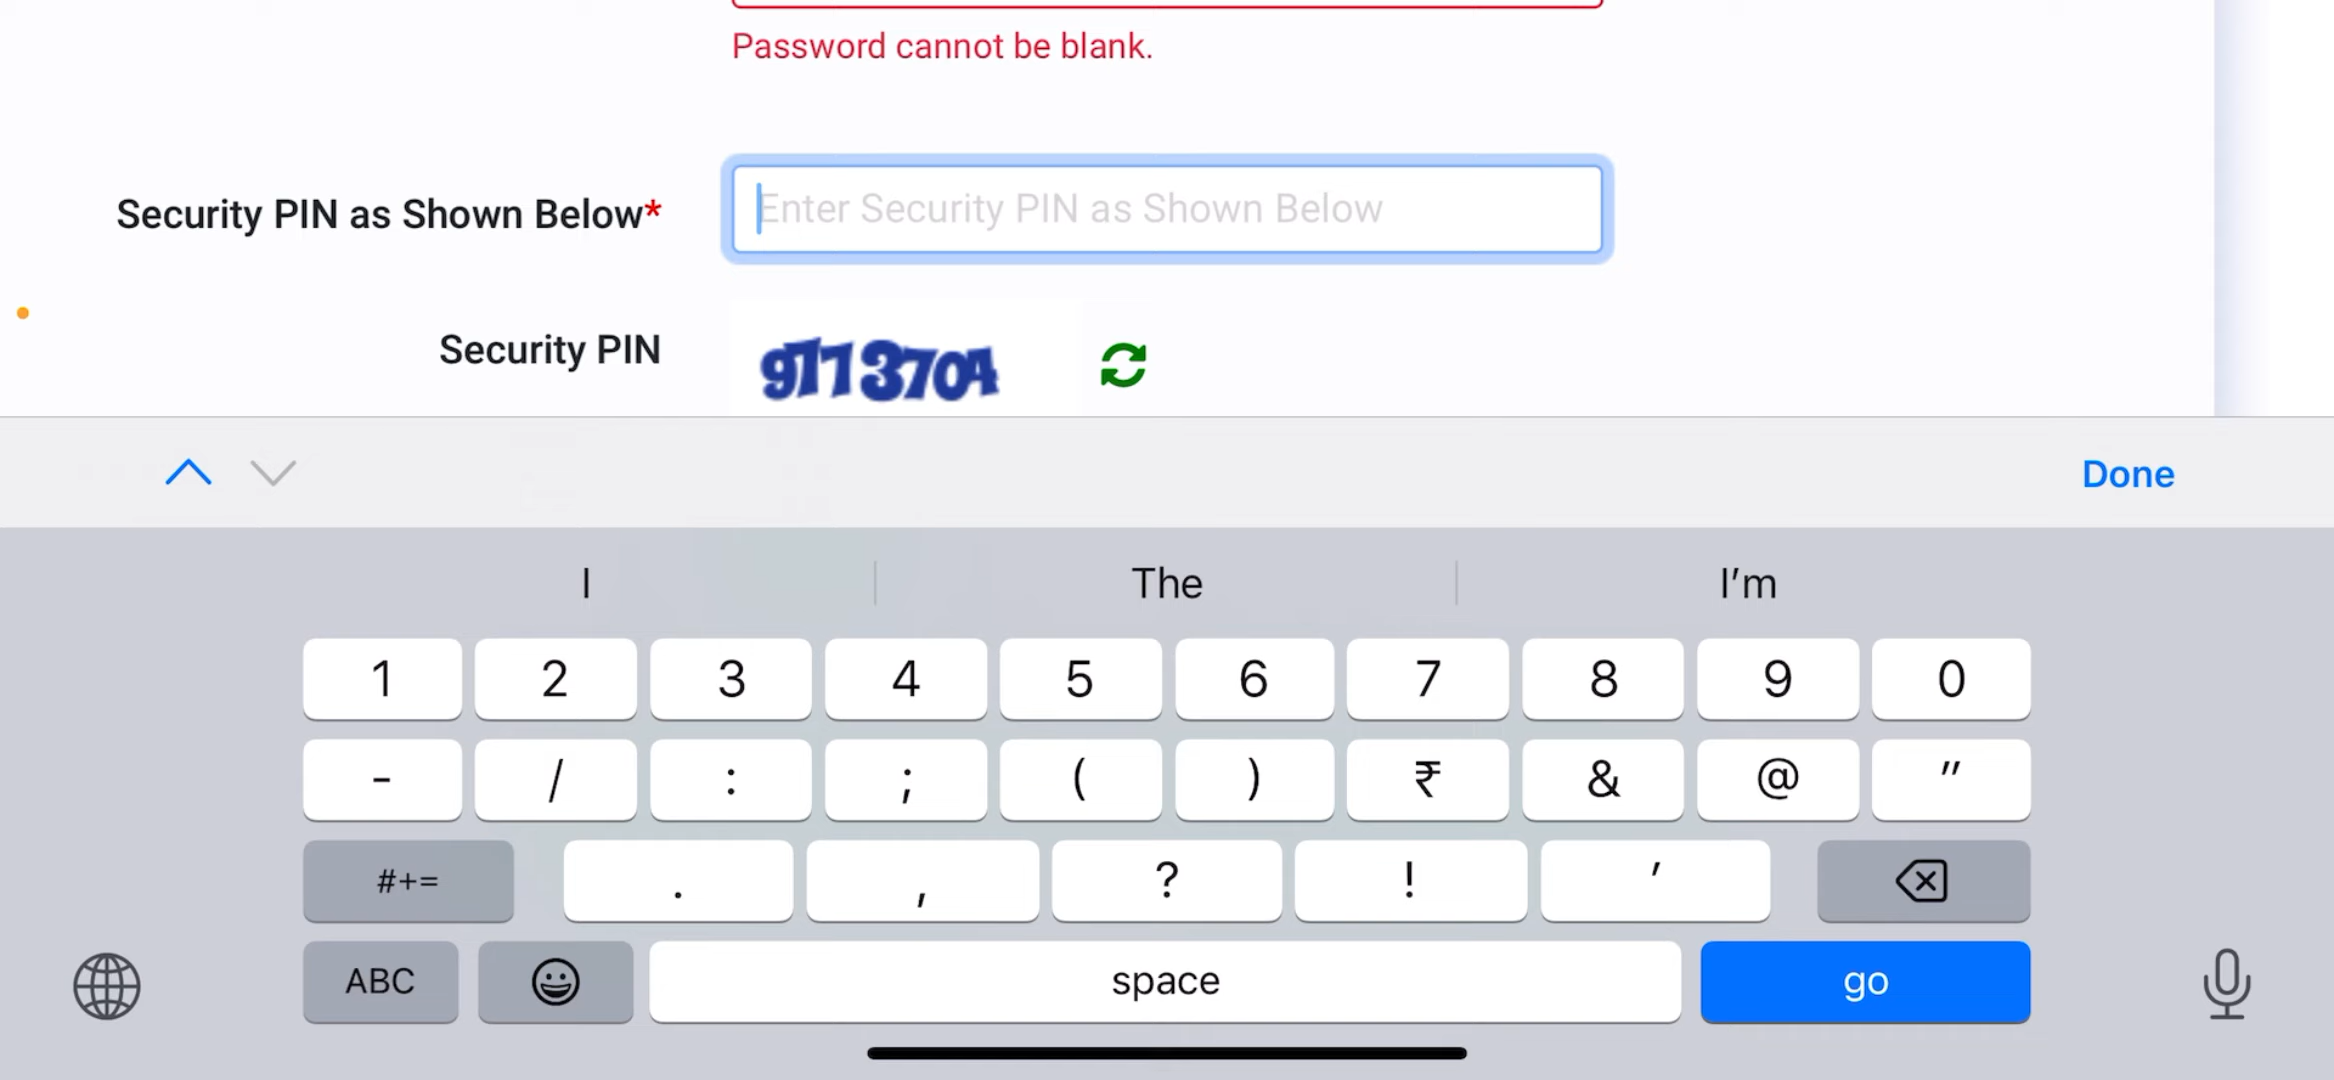 Password cannot be blank.
Security PIN as Shown Below*
Enter Security PIN as Shown Below
Security PIN
Done
I The I'm
1 2 3 4 5 6 7 8 9 0
- / : ; ( ) ₹ & @ "
#+= . , ? ! '
ABC space go